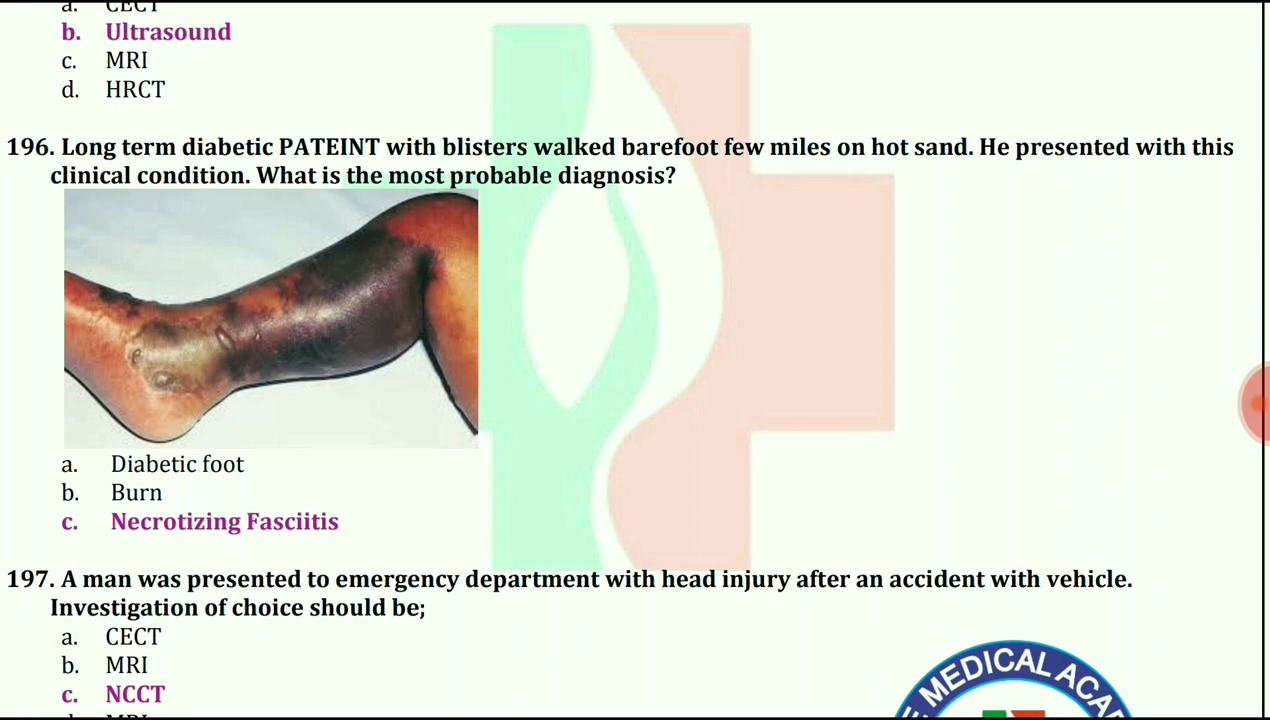 a. CECT
b. Ultrasound
c. MRI
d. HRCT
196. Long term diabetic PATEINT with blisters walked barefoot few miles on hot sand. He presented with this
clinical condition. What is the most probable diagnosis?
a. Diabetic foot
b. Burn
c. Necrotizing Fasciitis
197. A man was presented to emergency department with head injury after an accident with vehicle.
Investigation of choice should be;
a. CECT
b. MRI
c. NCCT
MEDICAL ACA